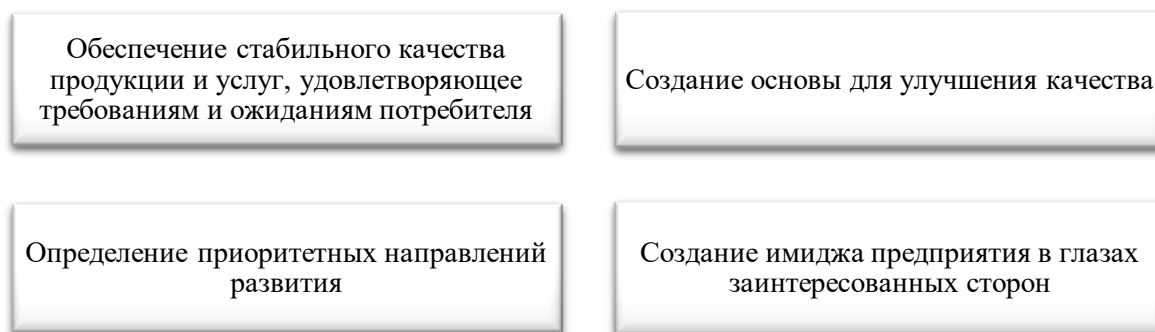 Обеспечение стабильного качества
продукции и услуг, удовлетворяющее
требованиям и ожиданиям потребителя
Создание основы для улучшения качества
Определение приоритетных направлений
развития
Создание имиджа предприятия в глазах
заинтересованных сторон